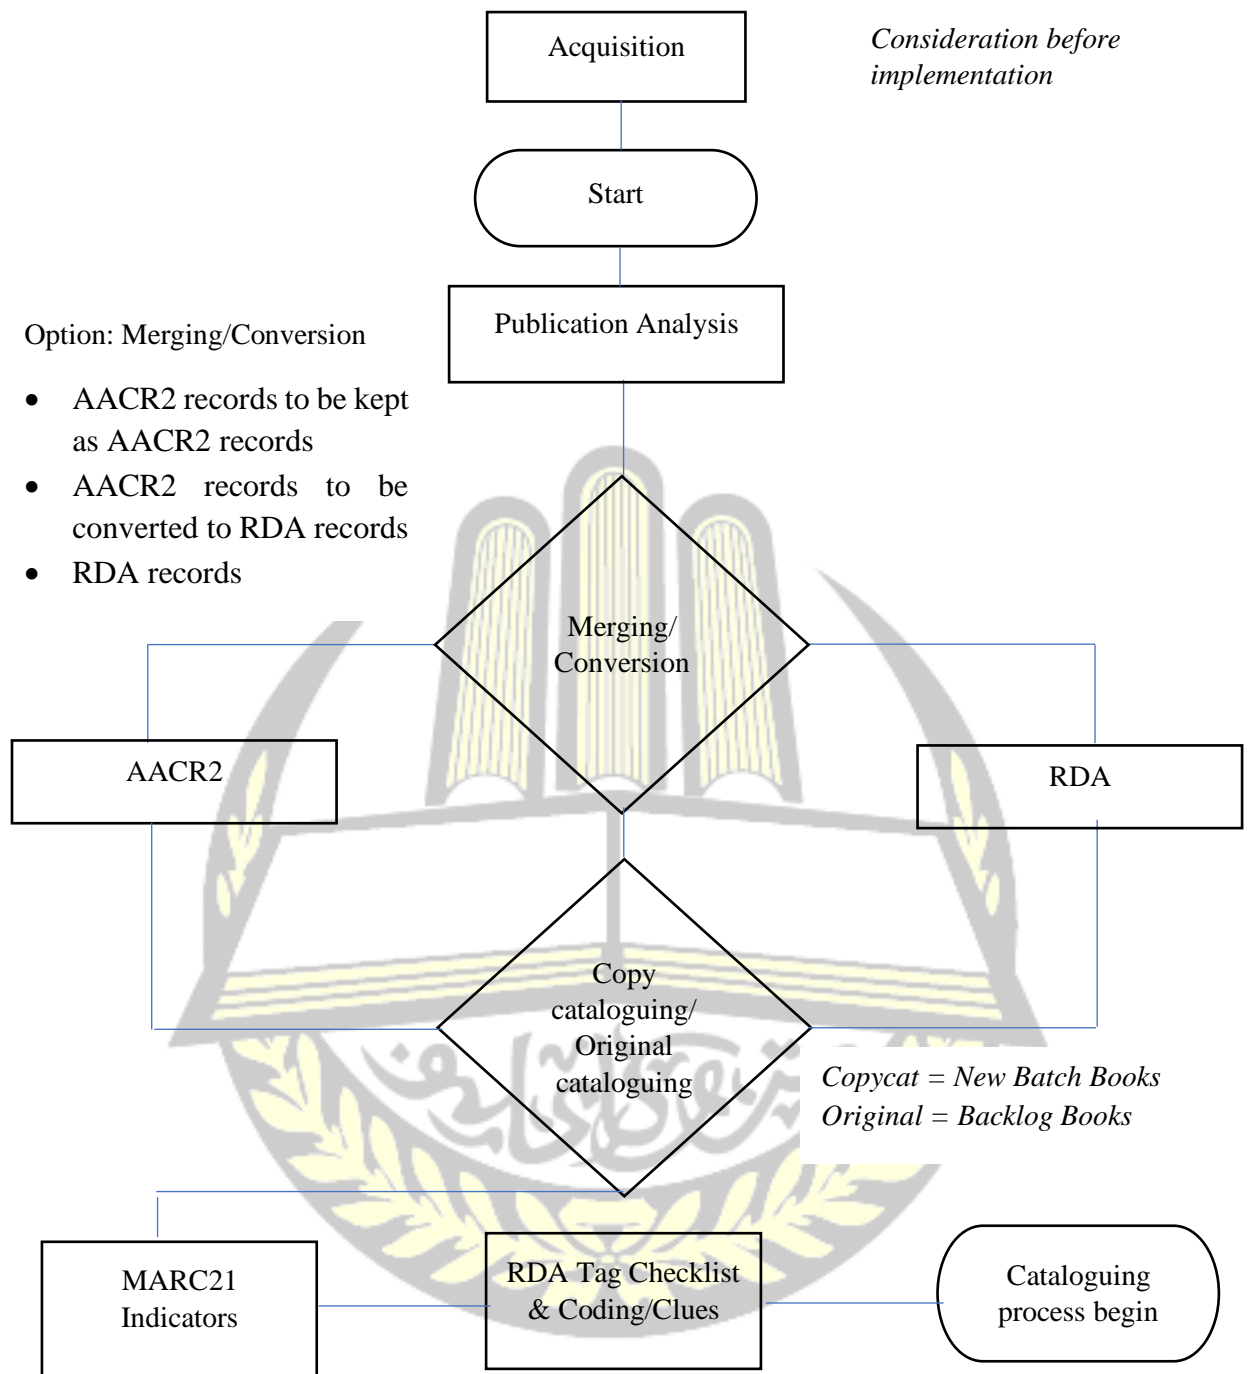 Acquisition
Consideration before
implementation
Start
Publication Analysis
Option: Merging/Conversion
• AACR2 records to be kept
as AACR2 records
• AACR2 records to be
converted to RDA records
• RDA records
Merging/
Conversion
AACR2
RDA
Copy
cataloguing/
Original
cataloguing
Copycat = New Batch Books
Original = Backlog Books
MARC21
Indicators
RDA Tag Checklist
& Coding/Clues
Cataloguing
process begin